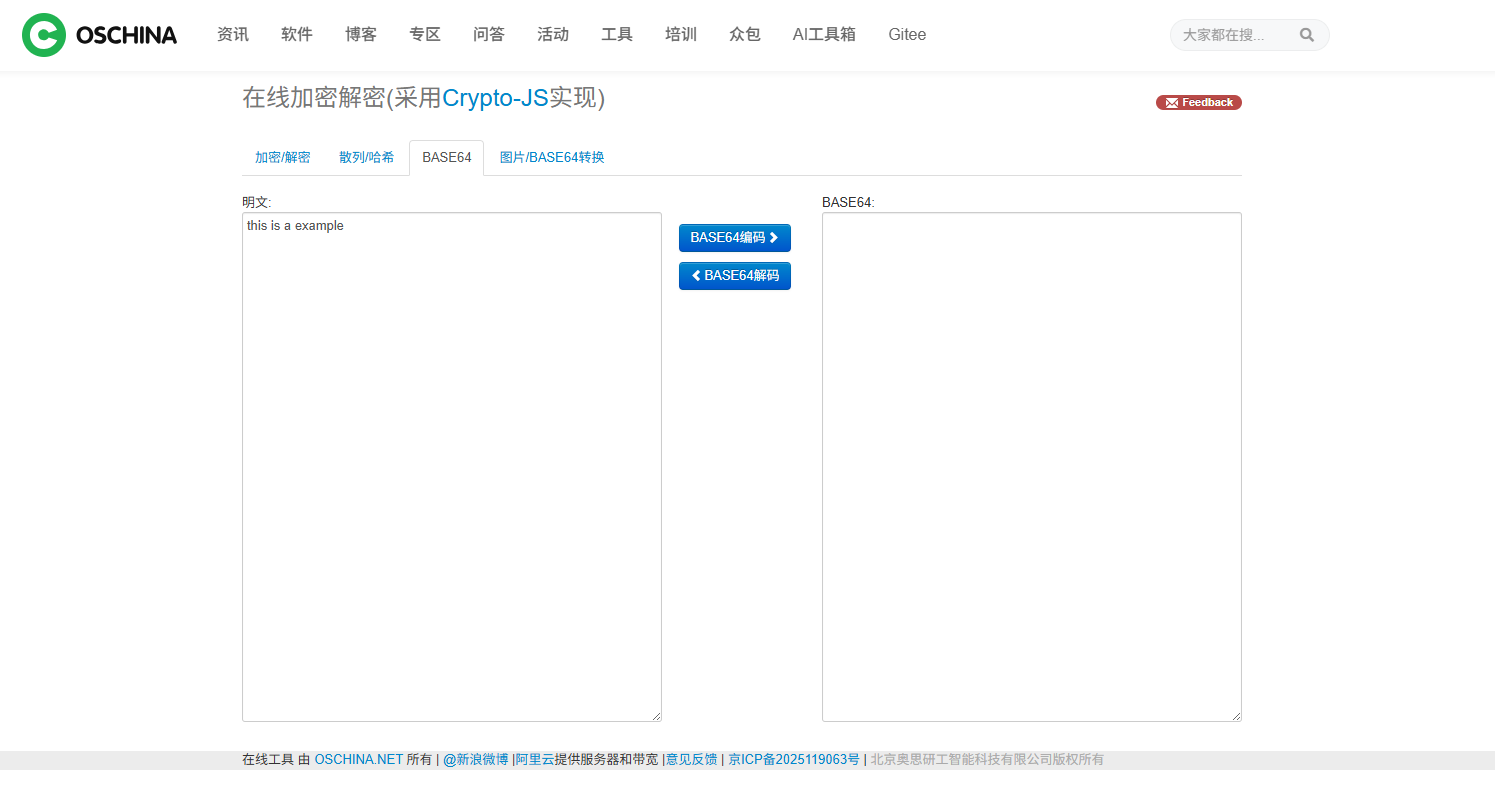 OSCHINA 资讯 软件 博客 专区 问答 活动 工具 培训 众包 AI工具箱 Gitee 大家都在搜...
在线加密解密(采用Crypto-JS实现) Feedback
加密/解密 散列/哈希 BASE64 图片/BASE64转换
明文: BASE64:
this is a example
BASE64编码
BASE64解码
在线工具 由 OSCHINA.NET 所有 | @新浪微博 |阿里云提供服务器和带宽 |意见反馈 | 京ICP备2025119063号 | 北京奥思研工智能科技有限公司版权所有